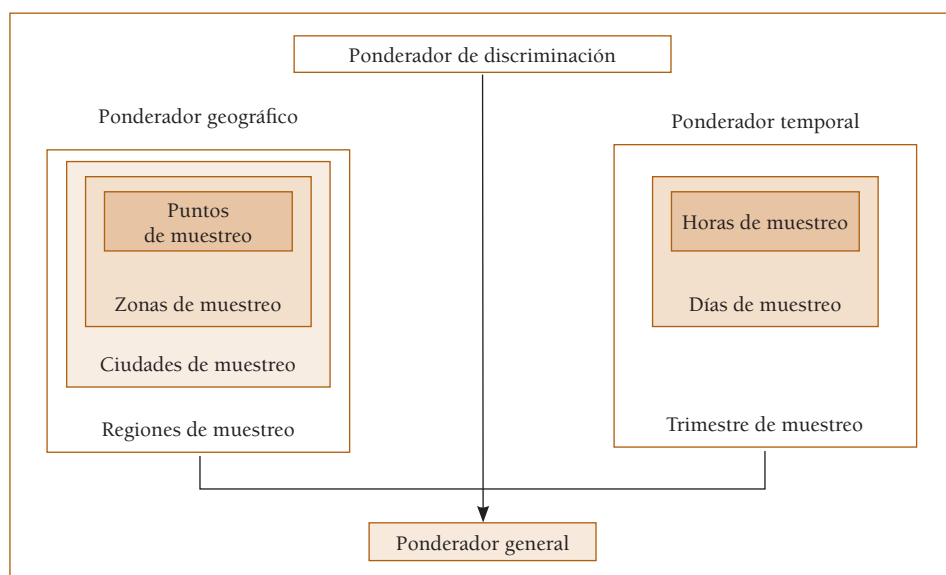 Ponderador de discriminación
Ponderador geográfico
Puntos
de muestreo
Zonas de muestreo
Ciudades de muestreo
Regiones de muestreo
Ponderador temporal
Horas de muestreo
Días de muestreo
Trimestre de muestreo
Ponderador general